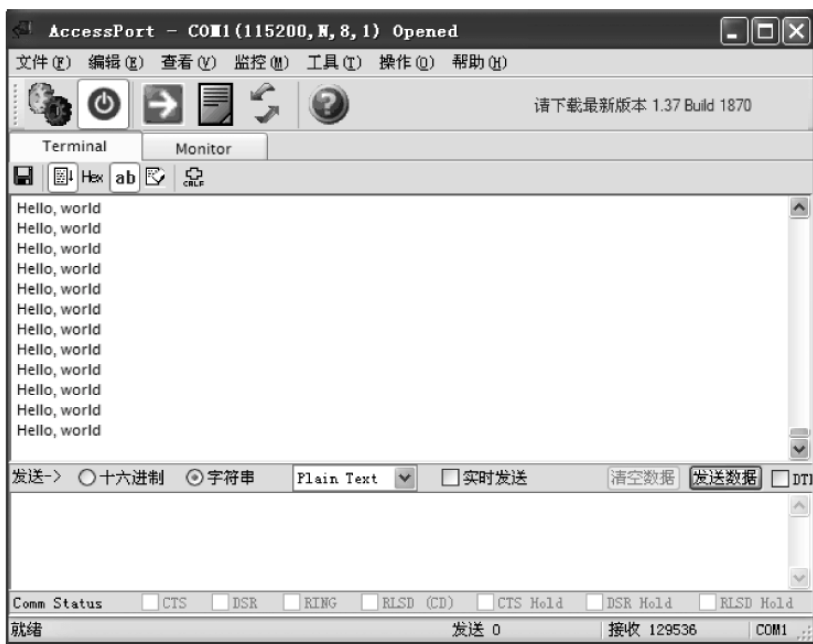 AccessPort - COM1(115200,N,8,1) Opened
文件(F) 编辑(E) 查看(V) 监控(M) 工具(T) 操作(O) 帮助(H)
请下载最新版本 1.37 Build 1870
Terminal Monitor
Hex ab CRLF
Hello, world
Hello, world
Hello, world
Hello, world
Hello, world
Hello, world
Hello, world
Hello, world
Hello, world
Hello, world
Hello, world
Hello, world
发送-> 十六进制 字符串 Plain Text 实时发送 清空数据 发送数据 DTR
Comm Status CTS DSR RING RLSD (CD) CTS Hold DSR Hold RLSD Hold
就绪 发送 0 接收 129536 COM1